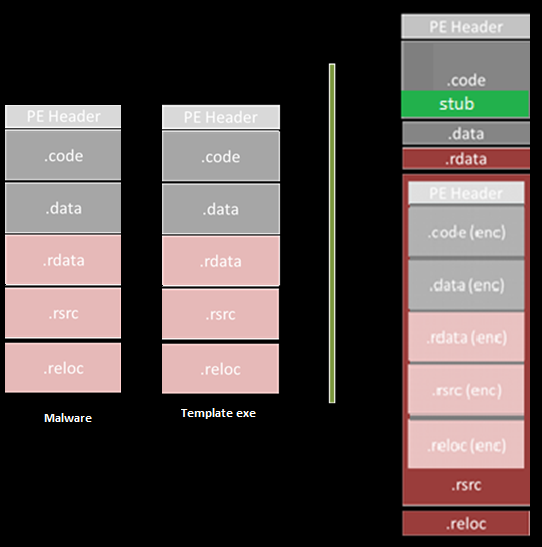 PE Header
.code
.data
.rdata
.rsrc
.reloc
Malware
PE Header
.code
.data
.rdata
.rsrc
.reloc
Template exe
PE Header
.code
stub
.data
.rdata
PE Header
.code (enc)
.data (enc)
.rdata (enc)
.rsrc (enc)
.reloc (enc)
.rsrc
.reloc